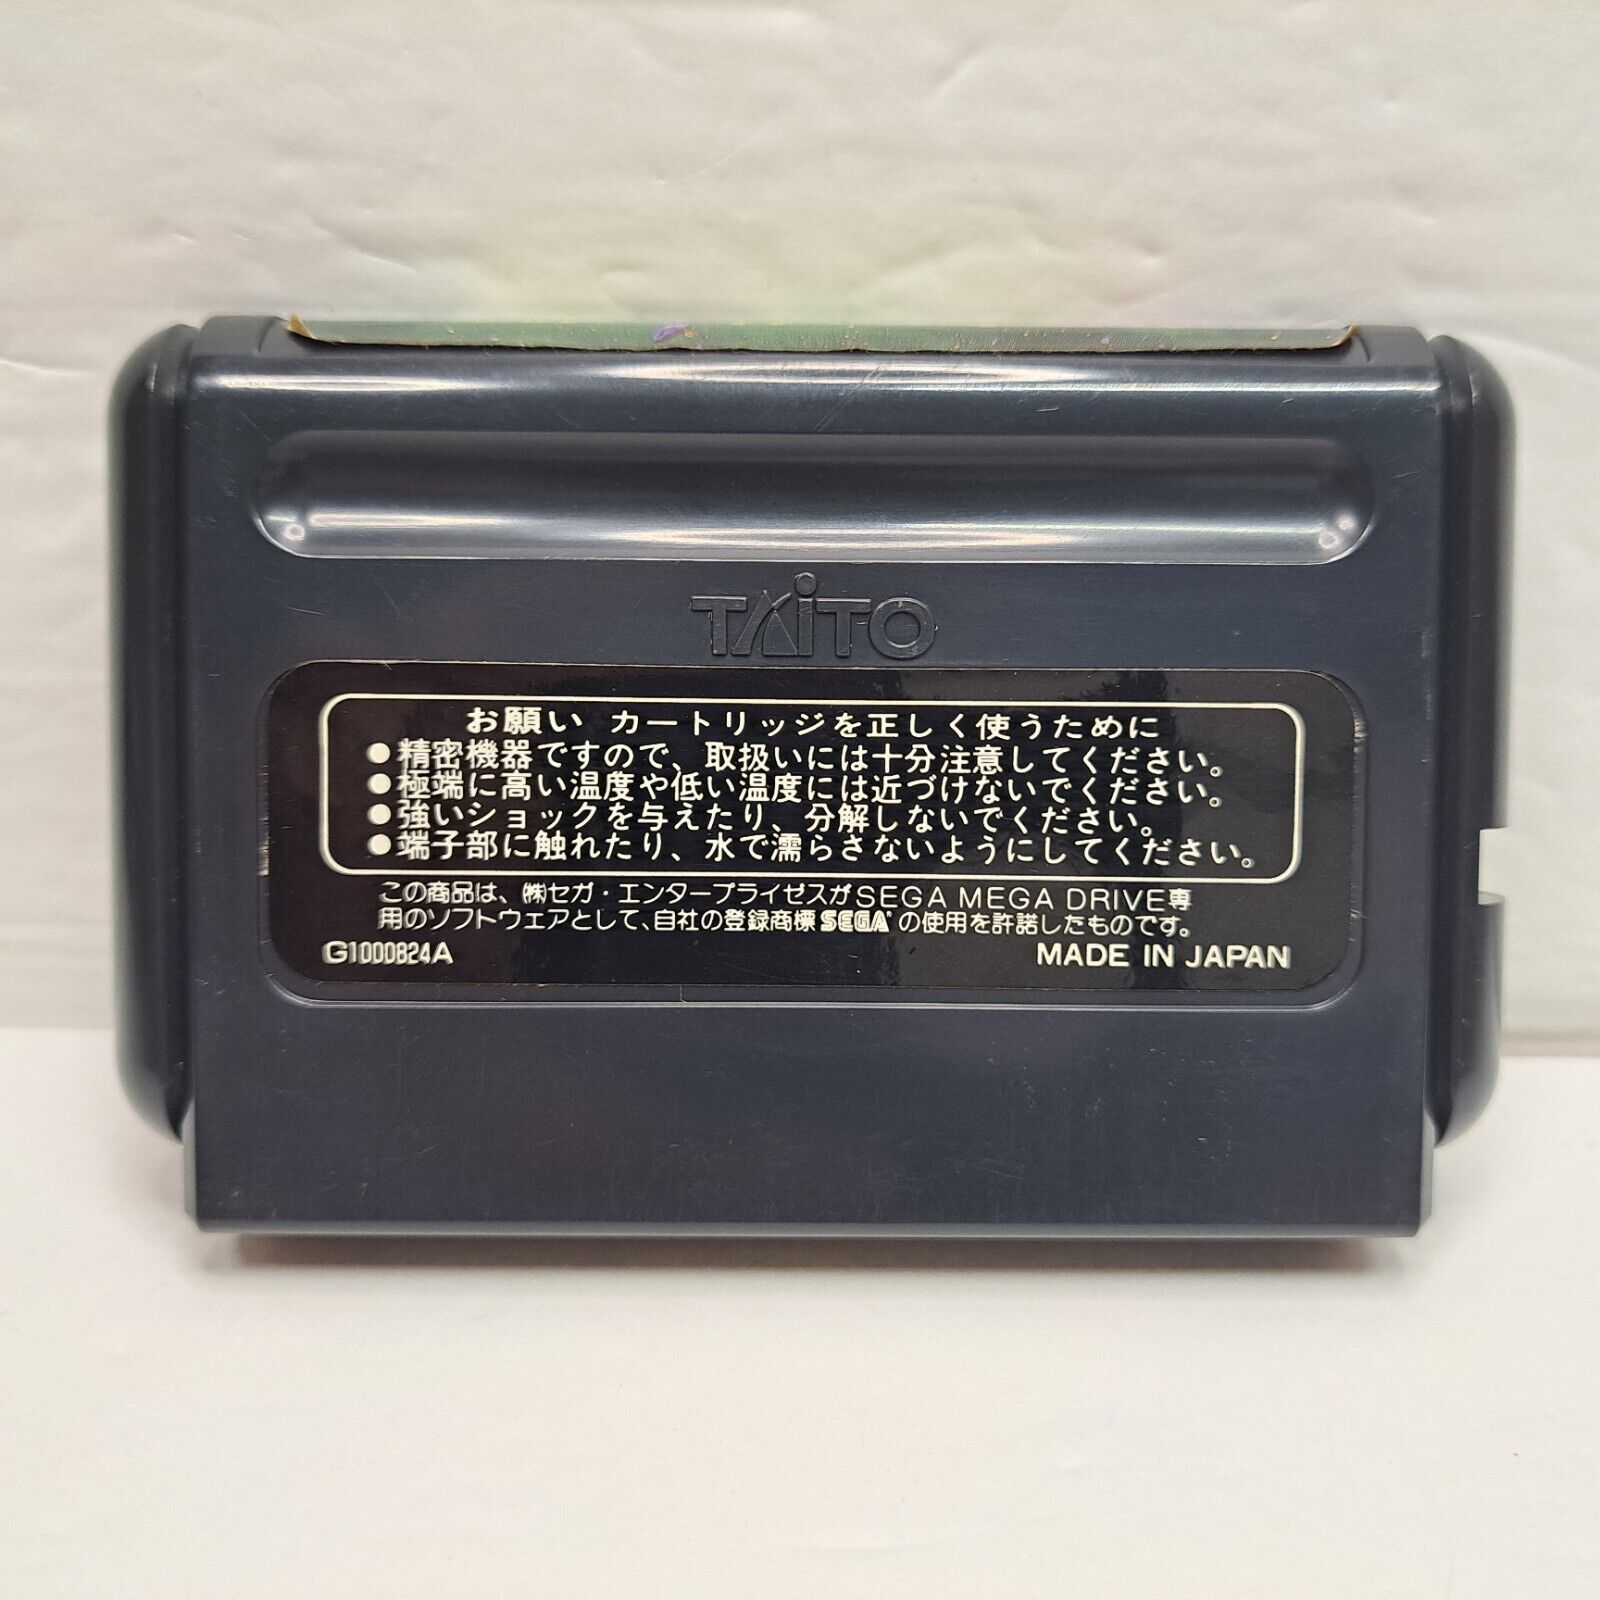 TAiTO
お願い カートリッジを正しく使うために
●精密機器ですので、取扱いには十分注意してください。
●極端に高い温度や低い温度には近づけないでください。
●強いショックを与えたり、分解しないでください。
●端子部に触れたり、水で濡らさないようにしてください。
この商品は、㈱セガ・エンタープライゼスがSEGA MEGA DRIVE専
用のソフトウェアとして、自社の登録商標SEGA®の使用を許諾したものです。
G1000824A MADE IN JAPAN